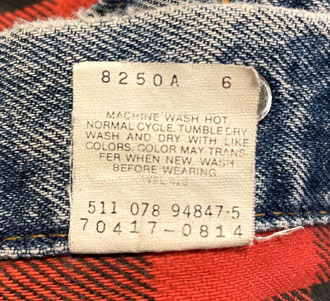 8250A 6
MACHINE WASH HOT
NORMAL CYCLE. TUMBLE DRY
WASH AND DRY WITH LIKE
COLORS. COLOR MAY TRANS
FER WHEN NEW. WASH
BEFORE WEARING.
511 078 94847-5
70417-0814